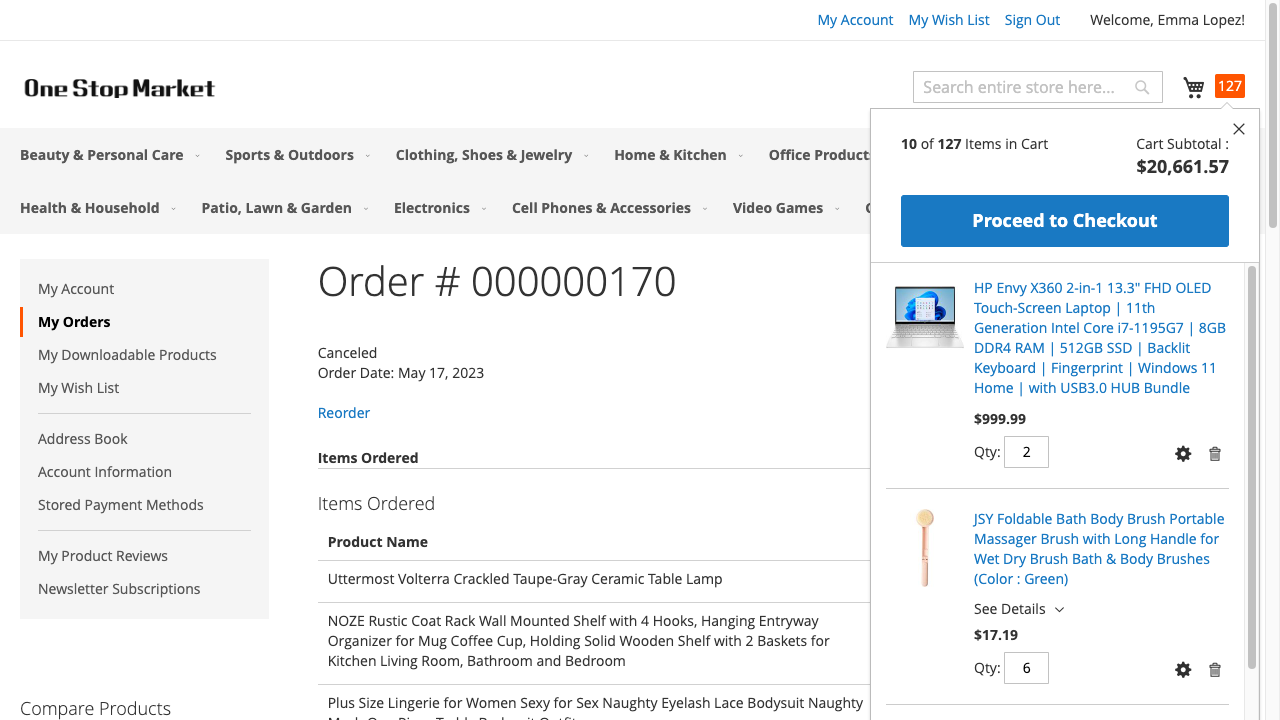 My Account My Wish List Sign Out Welcome, Emma Lopez!
One Stop Market
Search entire store here...
127
Beauty & Personal Care Sports & Outdoors Clothing, Shoes & Jewelry Home & Kitchen Office Product
Health & Household Patio, Lawn & Garden Electronics Cell Phones & Accessories Video Games
My Account
My Orders
My Downloadable Products
My Wish List
Address Book
Account Information
Stored Payment Methods
My Product Reviews
Newsletter Subscriptions
Compare Products
Order # 000000170
Canceled
Order Date: May 17, 2023
Reorder
Items Ordered
Items Ordered
Product Name
Uttermost Volterra Crackled Taupe-Gray Ceramic Table Lamp
NOZE Rustic Coat Rack Wall Mounted Shelf with 4 Hooks, Hanging Entryway
Organizer for Mug Coffee Cup, Holding Solid Wooden Shelf with 2 Baskets for
Kitchen Living Room, Bathroom and Bedroom
Plus Size Lingerie for Women Sexy for Sex Naughty Eyelash Lace Bodysuit Naughty
10 of 127 Items in Cart
Cart Subtotal :
$20,661.57
Proceed to Checkout
HP Envy X360 2-in-1 13.3" FHD OLED
Touch-Screen Laptop | 11th
Generation Intel Core i7-1195G7 | 8GB
DDR4 RAM | 512GB SSD | Backlit
Keyboard | Fingerprint | Windows 11
Home | with USB3.0 HUB Bundle
$999.99
Qty: 2
JSY Foldable Bath Body Brush Portable
Massager Brush with Long Handle for
Wet Dry Brush Bath & Body Brushes
(Color : Green)
See Details
$17.19
Qty: 6